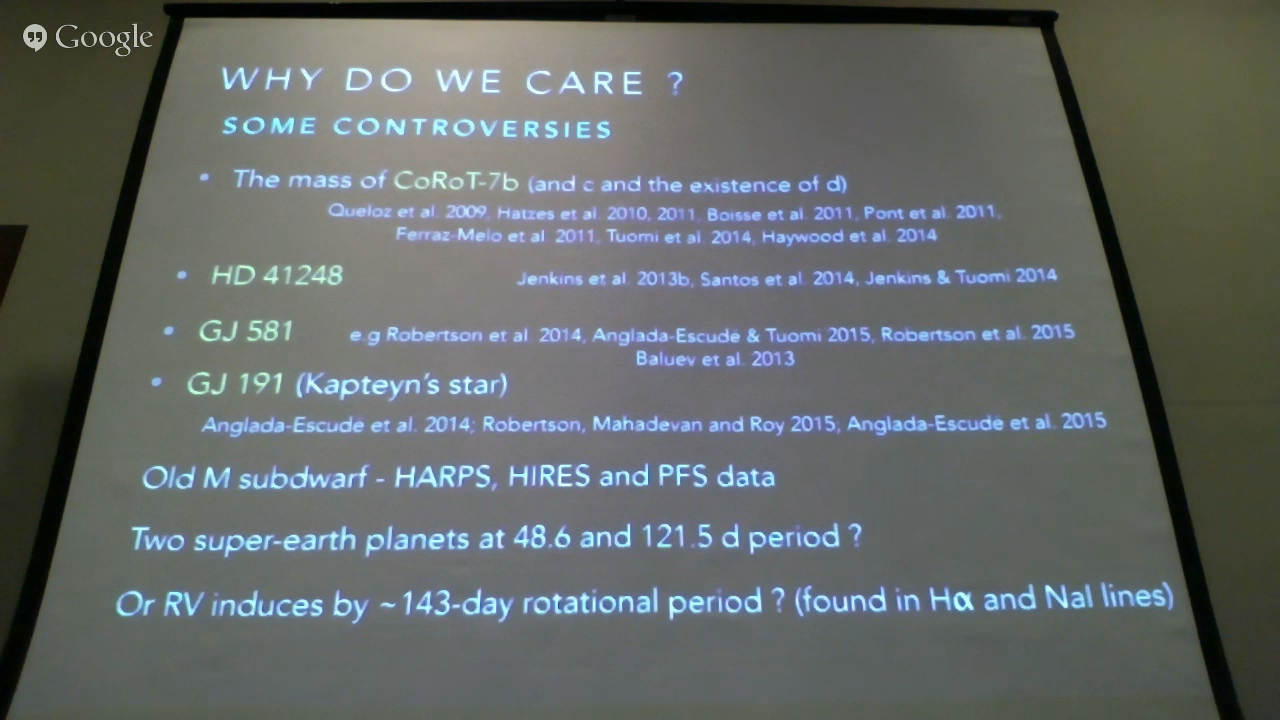 Google
WHY DO WE CARE ?
SOME CONTROVERSIES
• The mass of CoRoT-7b (and c and the existence of d)
Queloz et al. 2009, Hatzes et al. 2010, 2011, Boisse et al. 2011, Pont et al. 2011,
Ferraz-Melo et al. 2011, Tuomi et al. 2014, Haywood et al. 2014
• HD 41248 Jenkins et al. 2013b, Santos et al. 2014, Jenkins & Tuomi 2014
• GJ 581 e.g Robertson et al. 2014, Anglada-Escudé & Tuomi 2015, Robertson et al. 2015
Baluev et al. 2013
• GJ 191 (Kapteyn's star)
Anglada-Escudé et al. 2014; Robertson, Mahadevan and Roy 2015, Anglada-Escudé et al. 2015
Old M subdwarf - HARPS, HIRES and PFS data
Two super-earth planets at 48.6 and 121.5 d period ?
Or RV induces by ~143-day rotational period ? (found in Hα and NaI lines)